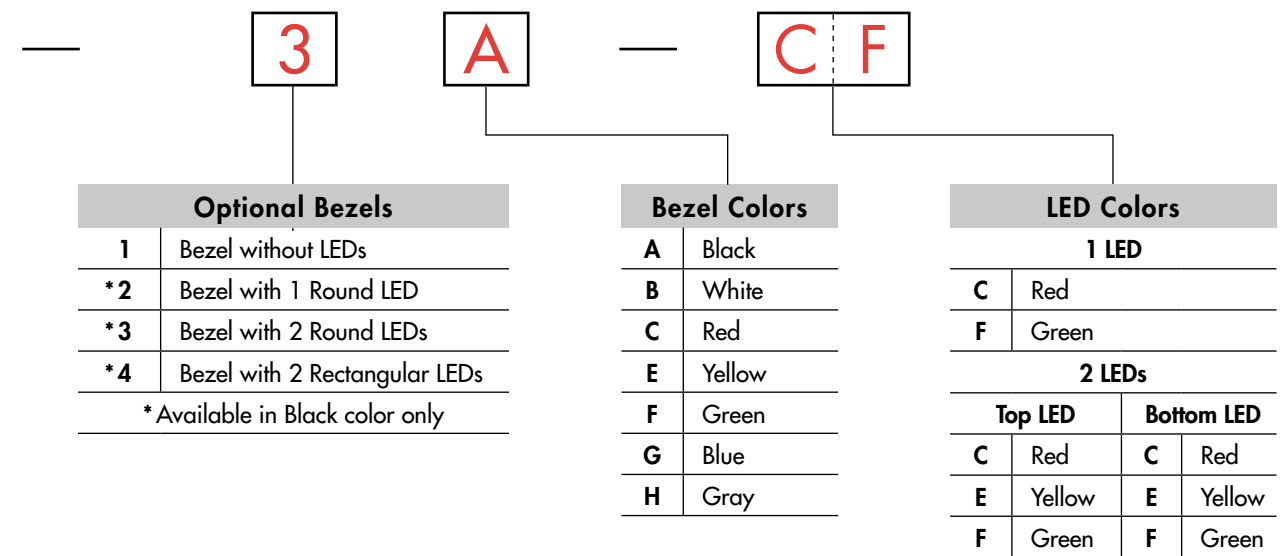 — 3 A — C F
Optional Bezels
1 Bezel without LEDs
*2 Bezel with 1 Round LED
*3 Bezel with 2 Round LEDs
*4 Bezel with 2 Rectangular LEDs
*Available in Black color only
Bezel Colors
A Black
B White
C Red
E Yellow
F Green
G Blue
H Gray
LED Colors
1 LED
C Red
F Green
2 LEDs
Top LED Bottom LED
C Red C Red
E Yellow E Yellow
F Green F Green